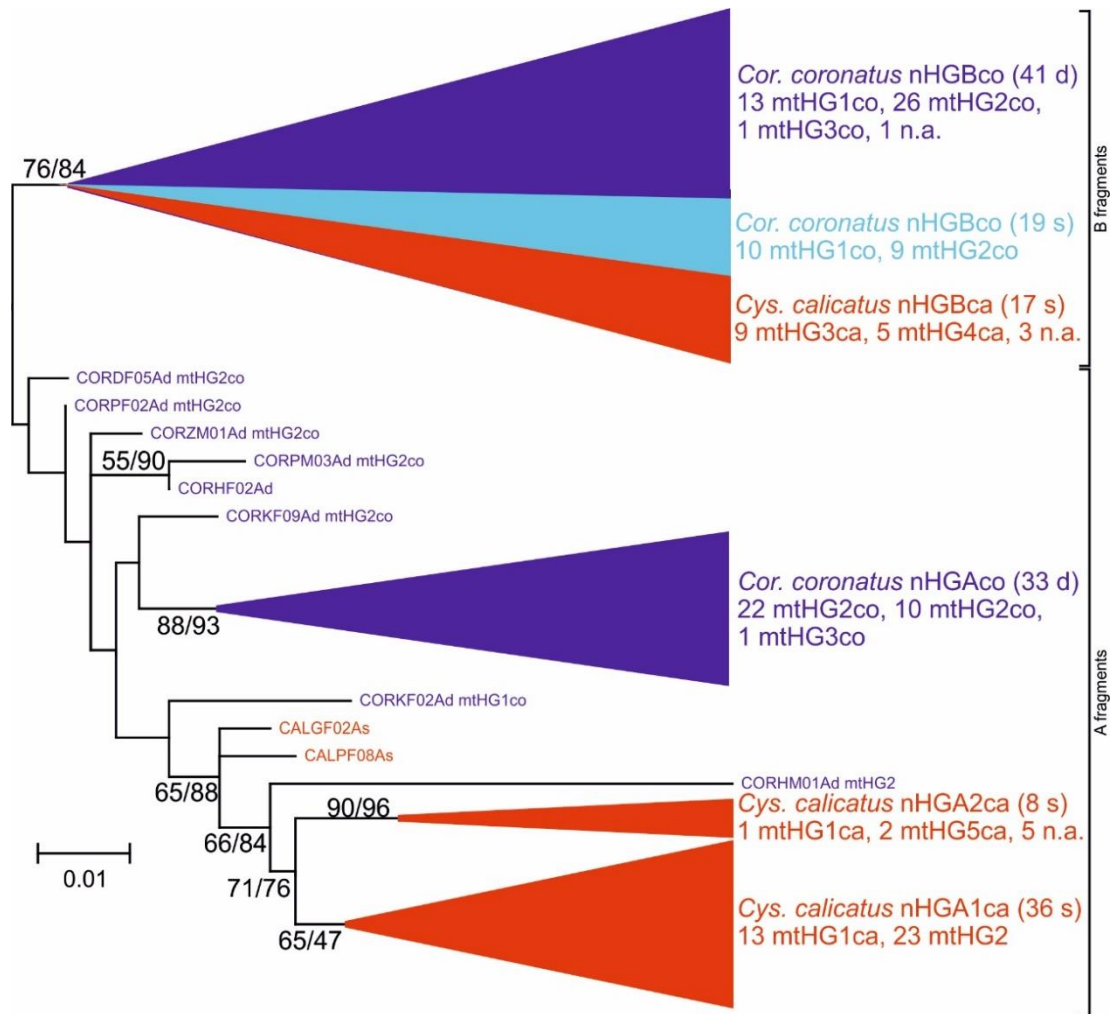 Cor. coronatus nHGBco (41 d)
13 mtHG1co, 26 mtHG2co,
1 mtHG3co, 1 n.a.
76/84
Cor. coronatus nHGBco (19 s)
10 mtHG1co, 9 mtHG2co
Cys. calicatus nHGBca (17 s)
9 mtHG3ca, 5 mtHG4ca, 3 n.a.
B fragments
CORDF05Ad mtHG2co
CORPF02Ad mtHG2co
CORZM01Ad mtHG2co
55/90
CORPM03Ad mtHG2co
CORHF02Ad
CORKF09Ad mtHG2co
Cor. coronatus nHGAco (33 d)
22 mtHG2co, 10 mtHG2co,
1 mtHG3co
88/93
A fragments
CORKF02Ad mtHG1co
CALGF02As
CALPF08As
65/88
CORHM01Ad mtHG2
90/96
Cys. calicatus nHGA2ca (8 s)
1 mtHG1ca, 2 mtHG5ca, 5 n.a.
66/84
0.01
71/76
Cys. calicatus nHGA1ca (36 s)
13 mtHG1ca, 23 mtHG2
65/47